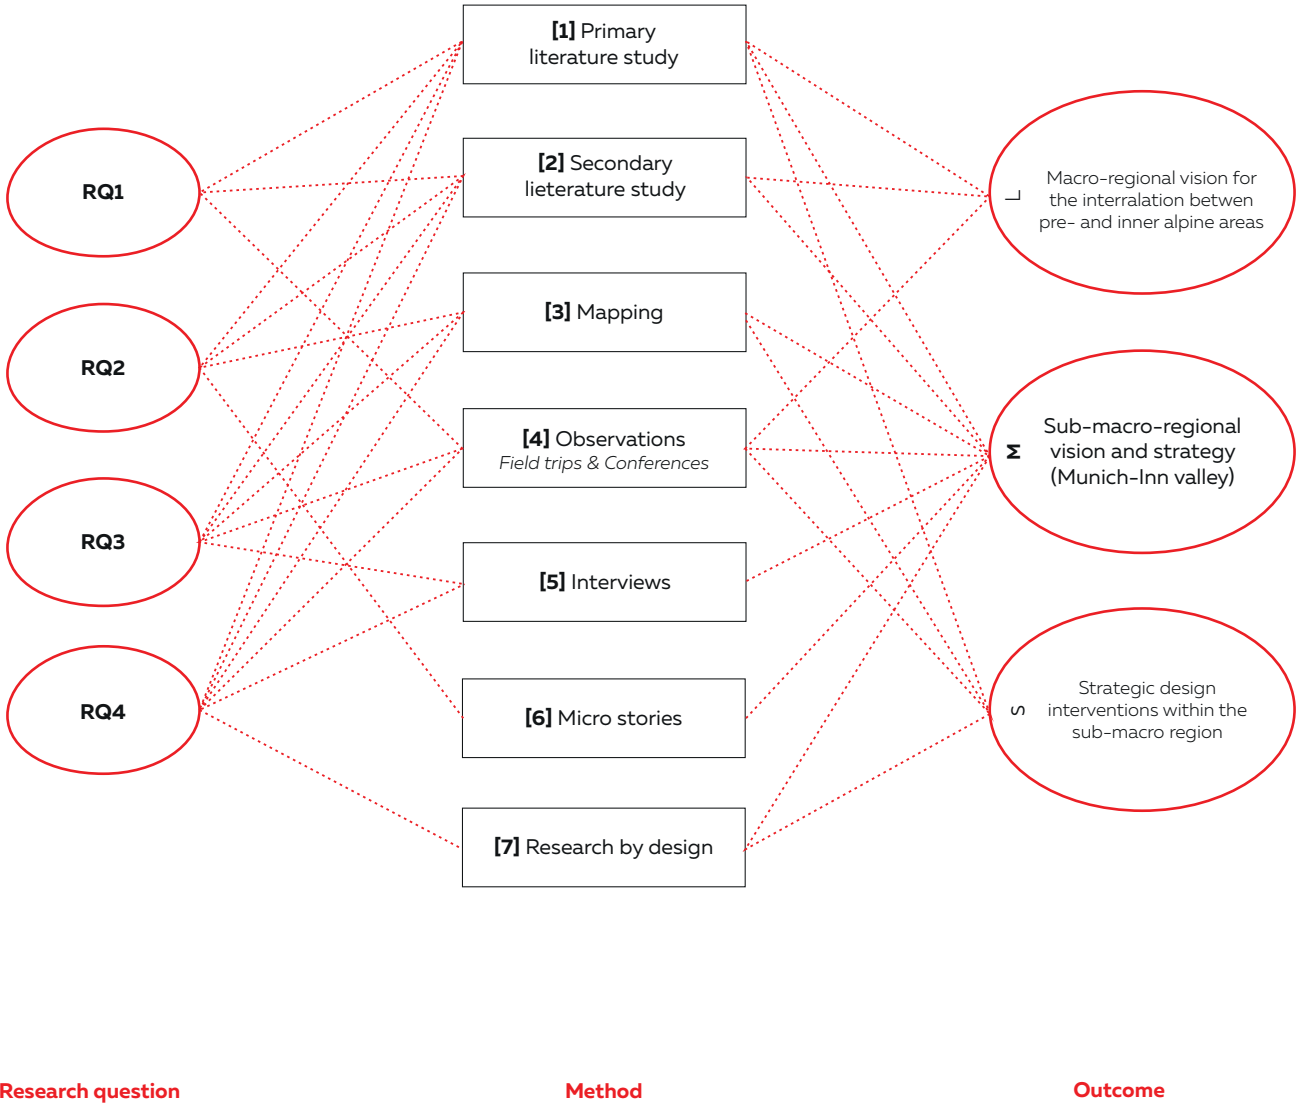 RQ1
RQ2
RQ3
RQ4
[1] Primary
literature study
[2] Secondary
lieterature study
[3] Mapping
[4] Observations
Field trips & Conferences
[5] Interviews
[6] Micro stories
[7] Research by design
L
Macro-regional vision for
the interralation betwen
pre- and inner alpine areas
M
Sub-macro-regional
vision and strategy
(Munich-Inn valley)
S
Strategic design
interventions within the
sub-macro region
Research question
Method
Outcome